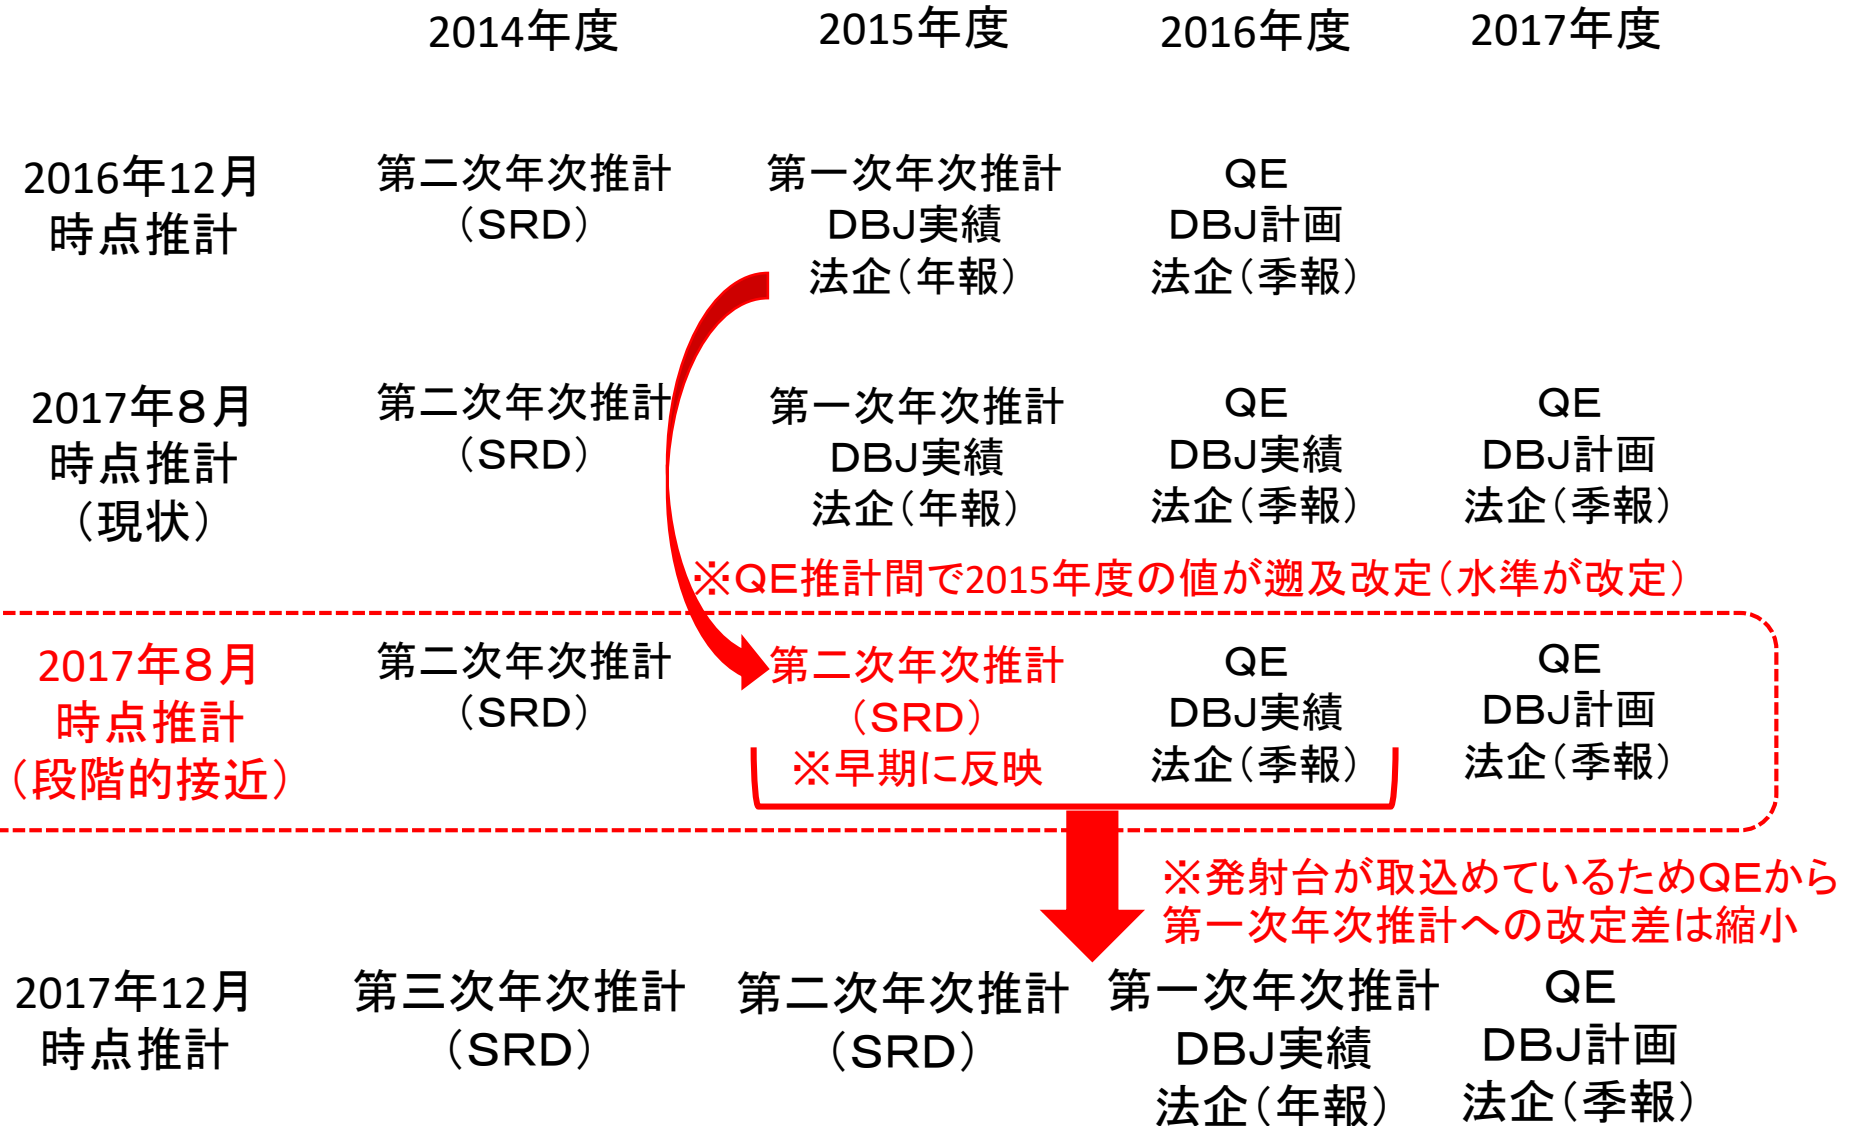 2014年度
2015年度
2016年度
2017年度
2016年12月
時点推計
第二次年次推計
（SRD）
第一次年次推計
DBJ実績
法企（年報）
QE
DBJ計画
法企（季報）
2017年８月
時点推計
（現状）
第二次年次推計
（SRD）
第一次年次推計
DBJ実績
法企（年報）
QE
DBJ実績
法企（季報）
QE
DBJ計画
法企（季報）
※QE推計間で2015年度の値が遡及改定（水準が改定）
2017年８月
時点推計
（段階的接近）
第二次年次推計
（SRD）
第二次年次推計
（SRD）
※早期に反映
QE
DBJ実績
法企（季報）
QE
DBJ計画
法企（季報）
※発射台が取込めているためQEから
第一次年次推計への改定差は縮小
2017年12月
時点推計
第三次年次推計
（SRD）
第二次年次推計
（SRD）
第一次年次推計
DBJ実績
法企（年報）
QE
DBJ計画
法企（季報）